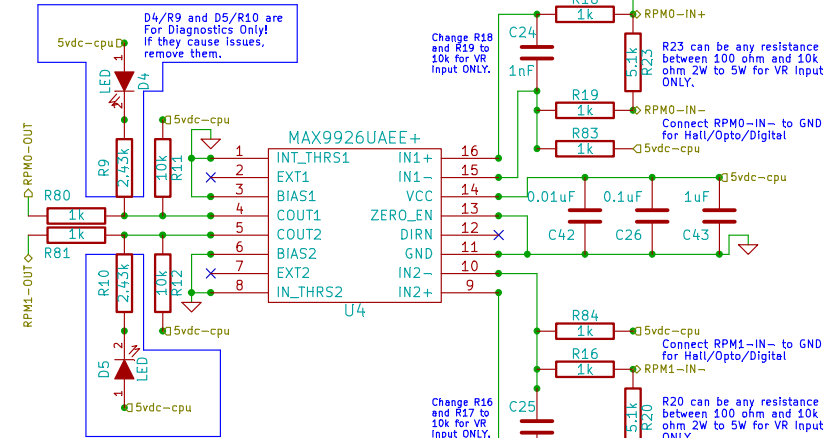 D4/R9 and D5/R10 are
For Diagnostics Only!
If they cause issues,
remove them.
5vdc-cpu
1
LED
D4
2
5vdc-cpu
RPM0-OUT
R9
2.43k
10k
R11
R80
1k
1k
R81
RPM1-OUT
R10
2.43k
10k
R12
5vdc-cpu
2
D5
LED
1
5vdc-cpu
MAX9926UAEE+
1
INT_THRS1
2
EXT1
3
BIAS1
4
COUT1
5
COUT2
6
BIAS2
7
EXT2
8
IN_THRS2
IN1+
16
IN1-
15
VCC
14
ZERO_EN
13
DIRN
12
GND
11
IN2-
10
IN2+
9
U4
Change R18
and R19 to
10k for VR
Input ONLY.
C24
1nF
1k
RPM0-IN+
5.1k
R23
R23 can be any resistance
between 100 ohm and 10k
ohm 2W to 5W for VR Input
ONLY.
R19
1k
RPM0-IN-
Connect RPM0-IN- to GND
for Hall/Opto/Digital
R83
1k
5vdc-cpu
5vdc-cpu
0.01uF
0.1uF
1uF
C42
C26
C43
R84
1k
5vdc-cpu
Connect RPM1-IN- to GND
for Hall/Opto/Digital
R16
1k
RPM1-IN-
Change R16
and R17 to
10k for VR
Input ONLY.
C25
5.1k
R20
R20 can be any resistance
between 100 ohm and 10k
ohm 2W to 5W for VR Input
ONLY.